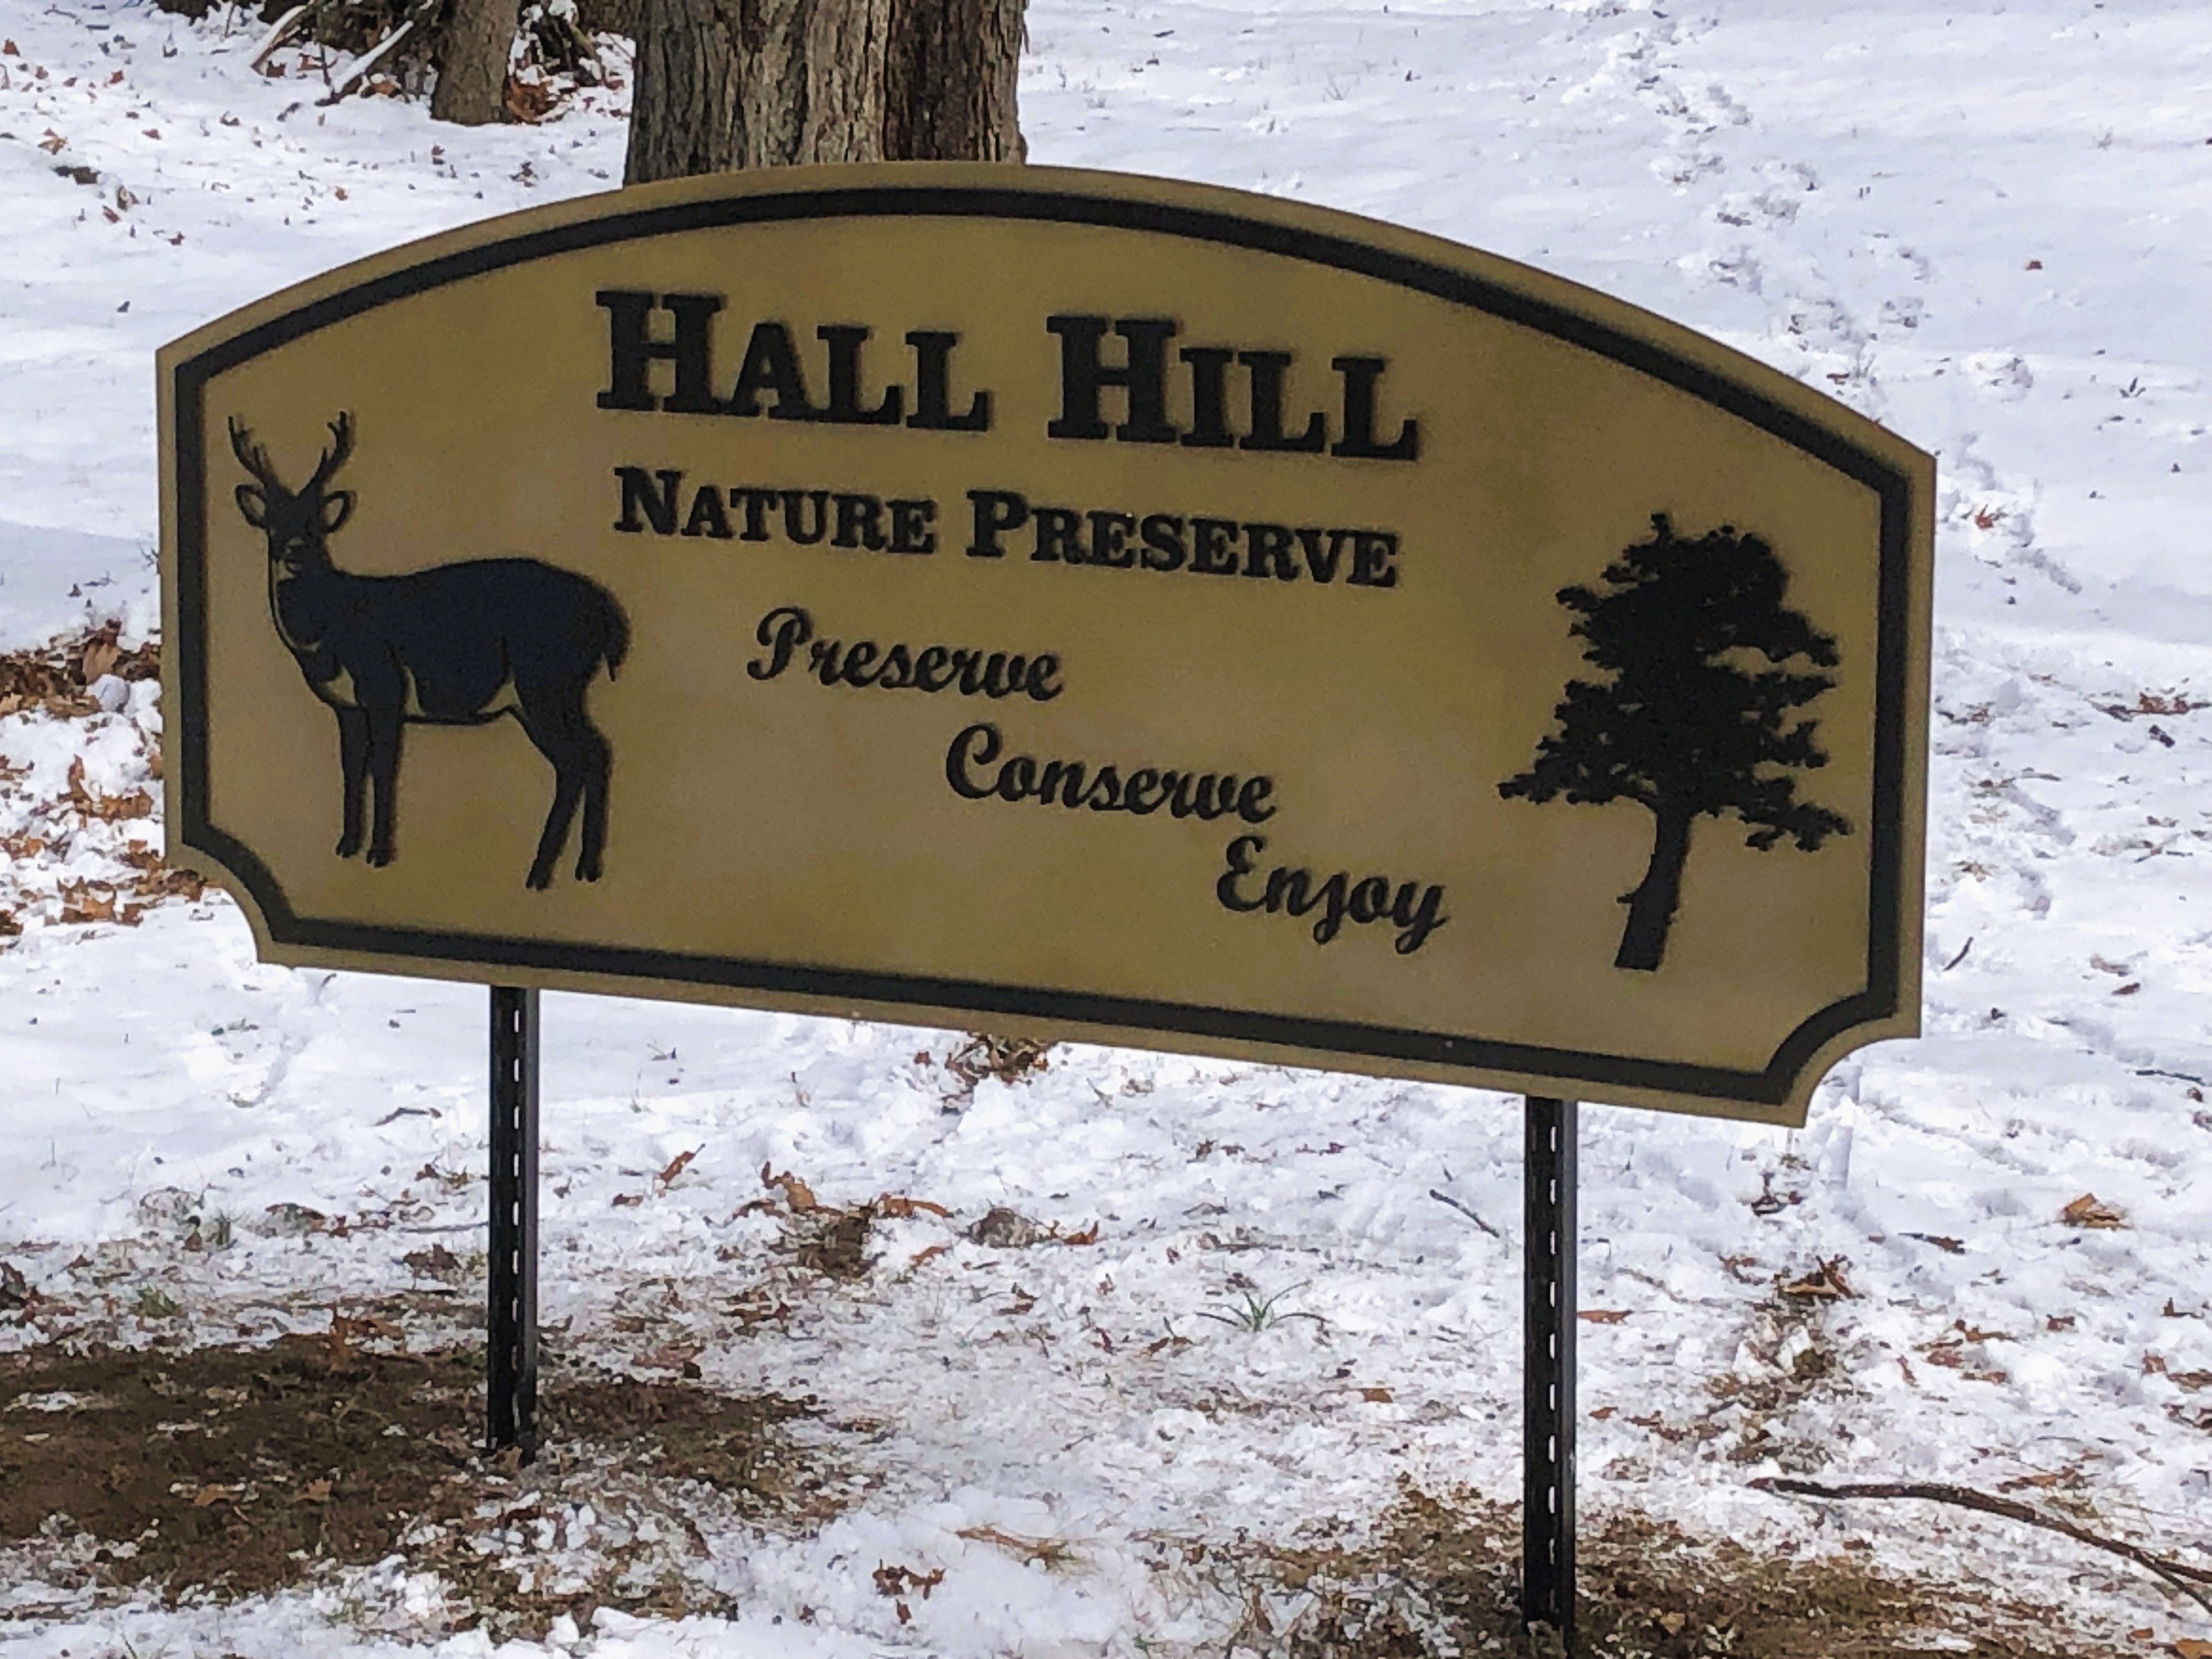 HALL HILL
NATURE PRESERVE
Preserve
Conserve
Enjoy